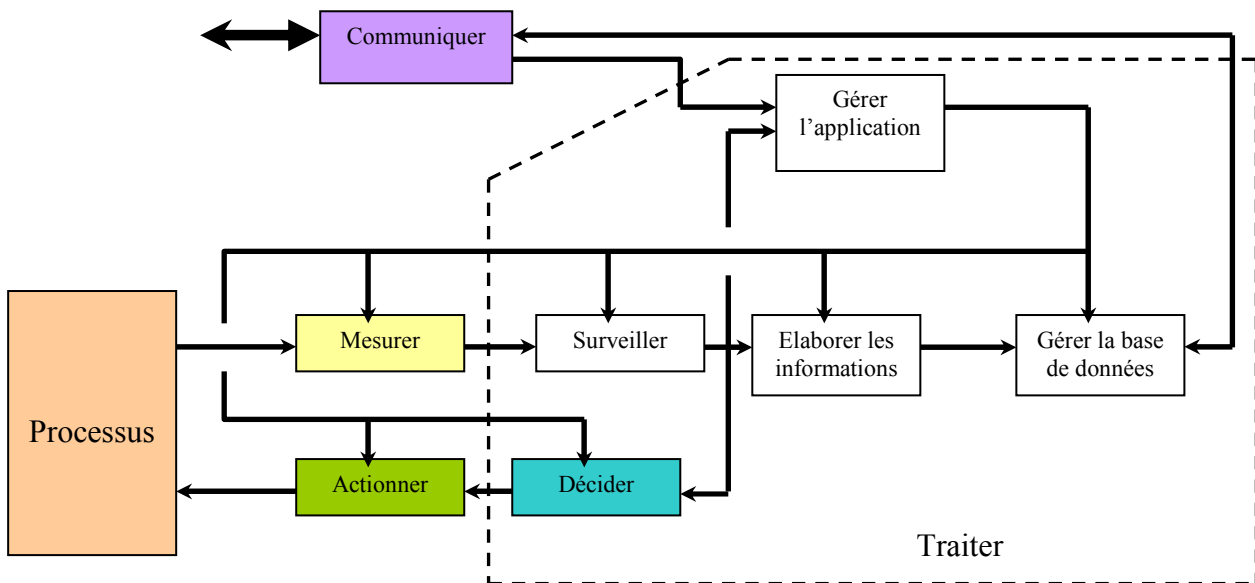 Communiquer
Gérer
l’application
Mesurer
Surveiller
Elaborer les
informations
Gérer la base
de données
Processus
Actionner
Décider
Traiter